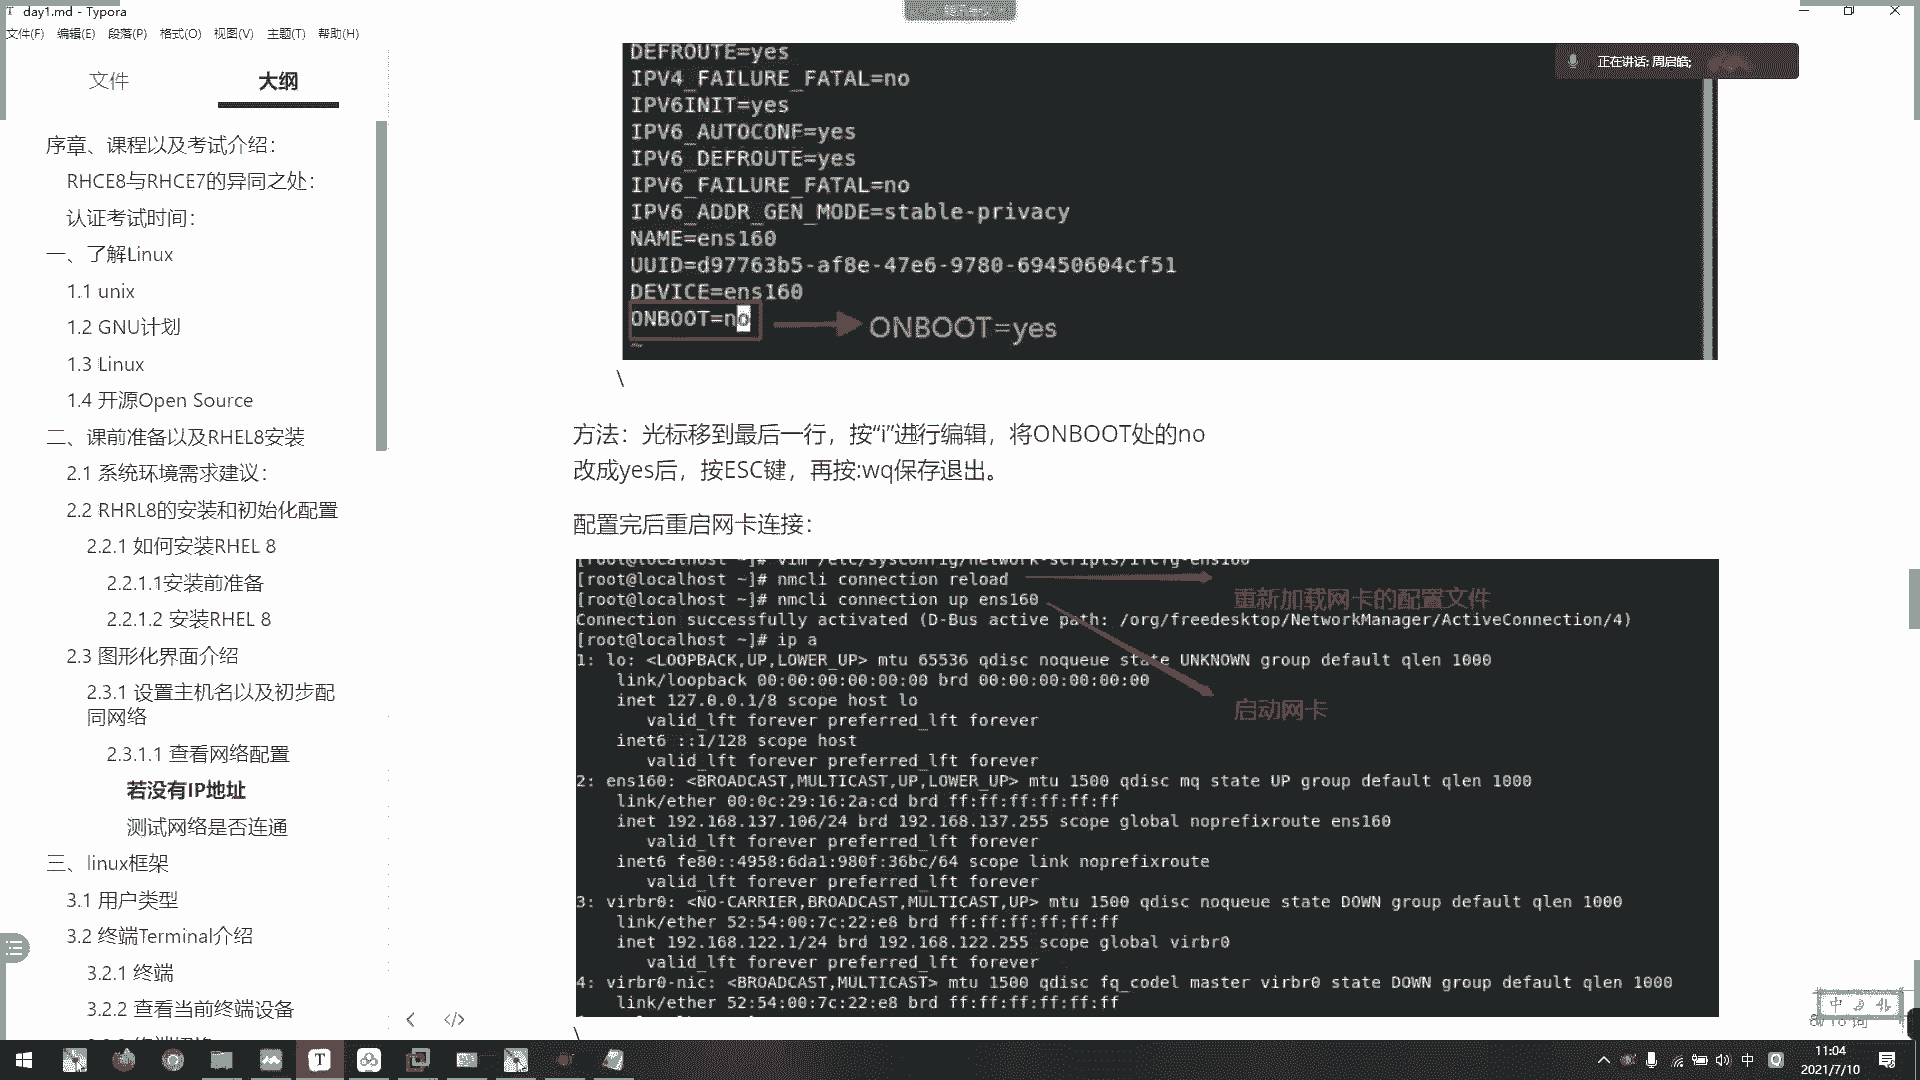 day1.md - Typora
文件(F) 编辑(E) 段落(P) 格式(O) 视图(V) 主题(T) 帮助(H)
正在讲话: 周启皓;
文件 大纲
序章、课程以及考试介绍：
RHCE8与RHCE7的异同之处：
认证考试时间：
一、了解Linux
1.1 unix
1.2 GNU计划
1.3 Linux
1.4 开源Open Source
二、课前准备以及RHEL8安装
2.1 系统环境需求建议：
2.2 RHRL8的安装和初始化配置
2.2.1 如何安装RHEL 8
2.2.1.1安装前准备
2.2.1.2 安装RHEL 8
2.3 图形化界面介绍
2.3.1 设置主机名以及初步配
同网络
2.3.1.1 查看网络配置
若没有IP地址
测试网络是否连通
三、linux框架
3.1 用户类型
3.2 终端Terminal介绍
3.2.1 终端
3.2.2 查看当前终端设备
DEFROUTE=yes
IPV4_FAILURE_FATAL=no
IPV6INIT=yes
IPV6_AUTOCONF=yes
IPV6_DEFROUTE=yes
IPV6_FAILURE_FATAL=no
IPV6_ADDR_GEN_MODE=stable-privacy
NAME=ens160
UUID=d97763b5-af8e-47e6-9780-69450604cf51
DEVICE=ens160
ONBOOT=no ONBOOT=yes
~
\
方法：光标移到最后一行，按“i”进行编辑，将ONBOOT处的no
改成yes后，按ESC键，再按:wq保存退出。
配置完后重启网卡连接：
[root@localhost ~]# vim /etc/sysconfig/network-scripts/ifcfg-ens160
[root@localhost ~]# nmcli connection reload
重新加载网卡的配置文件
[root@localhost ~]# nmcli connection up ens160
Connection successfully activated (D-Bus active path: /org/freedesktop/NetworkManager/ActiveConnection/4)
[root@localhost ~]# ip a
1: lo: <LOOPBACK,UP,LOWER_UP> mtu 65536 qdisc noqueue state UNKNOWN group default qlen 1000
link/loopback 00:00:00:00:00:00 brd 00:00:00:00:00:00
inet 127.0.0.1/8 scope host lo
启动网卡
valid_lft forever preferred_lft forever
inet6 ::1/128 scope host
valid_lft forever preferred_lft forever
2: ens160: <BROADCAST,MULTICAST,UP,LOWER_UP> mtu 1500 qdisc mq state UP group default qlen 1000
link/ether 00:0c:29:16:2a:cd brd ff:ff:ff:ff:ff:ff
inet 192.168.137.106/24 brd 192.168.137.255 scope global noprefixroute ens160
valid_lft forever preferred_lft forever
inet6 fe80::4958:6da1:980f:36bc/64 scope link noprefixroute
valid_lft forever preferred_lft forever
3: virbr0: <NO-CARRIER,BROADCAST,MULTICAST,UP> mtu 1500 qdisc noqueue state DOWN group default qlen 1000
link/ether 52:54:00:7c:22:e8 brd ff:ff:ff:ff:ff:ff
inet 192.168.122.1/24 brd 192.168.122.255 scope global virbr0
valid_lft forever preferred_lft forever
4: virbr0-nic: <BROADCAST,MULTICAST> mtu 1500 qdisc fq_codel master virbr0 state DOWN group default qlen 1000
link/ether 52:54:00:7c:22:e8 brd ff:ff:ff:ff:ff:ff
\
</>
中
中
11:04
2021/7/10